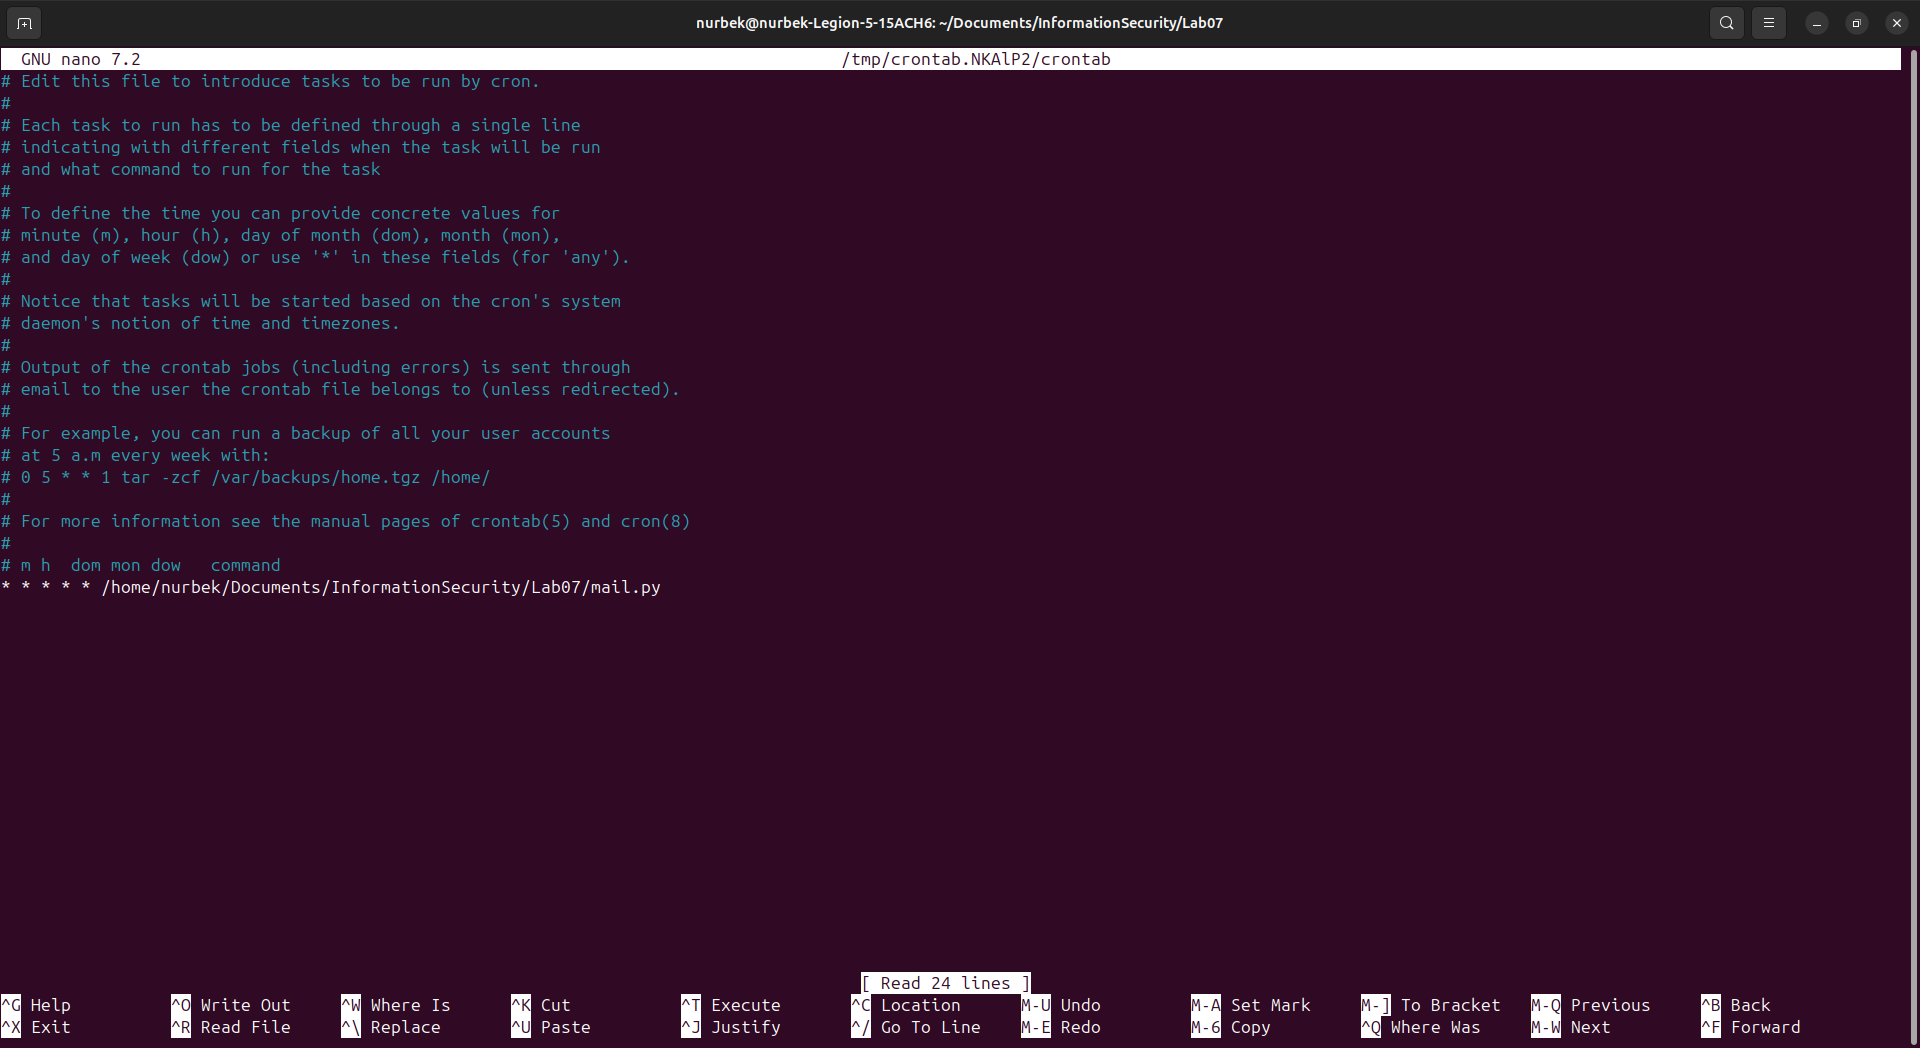 nurbek@nurbek-Legion-5-15ACH6: ~/Documents/InformationSecurity/Lab07
GNU nano 7.2 /tmp/crontab.NKAlP2/crontab
# Edit this file to introduce tasks to be run by cron.
#
# Each task to run has to be defined through a single line
# indicating with different fields when the task will be run
# and what command to run for the task
#
# To define the time you can provide concrete values for
# minute (m), hour (h), day of month (dom), month (mon),
# and day of week (dow) or use '*' in these fields (for 'any').
#
# Notice that tasks will be started based on the cron's system
# daemon's notion of time and timezones.
#
# Output of the crontab jobs (including errors) is sent through
# email to the user the crontab file belongs to (unless redirected).
#
# For example, you can run a backup of all your user accounts
# at 5 a.m every week with:
# 0 5 * * 1 tar -zcf /var/backups/home.tgz /home/
#
# For more information see the manual pages of crontab(5) and cron(8)
#
# m h  dom mon dow   command
* * * * * /home/nurbek/Documents/InformationSecurity/Lab07/mail.py
[ Read 24 lines ]
^G Help ^O Write Out ^W Where Is ^K Cut ^T Execute ^C Location M-U Undo M-A Set Mark M-] To Bracket M-Q Previous ^B Back
^X Exit ^R Read File ^\ Replace ^U Paste ^J Justify ^/ Go To Line M-E Redo M-6 Copy ^Q Where Was M-W Next ^F Forward